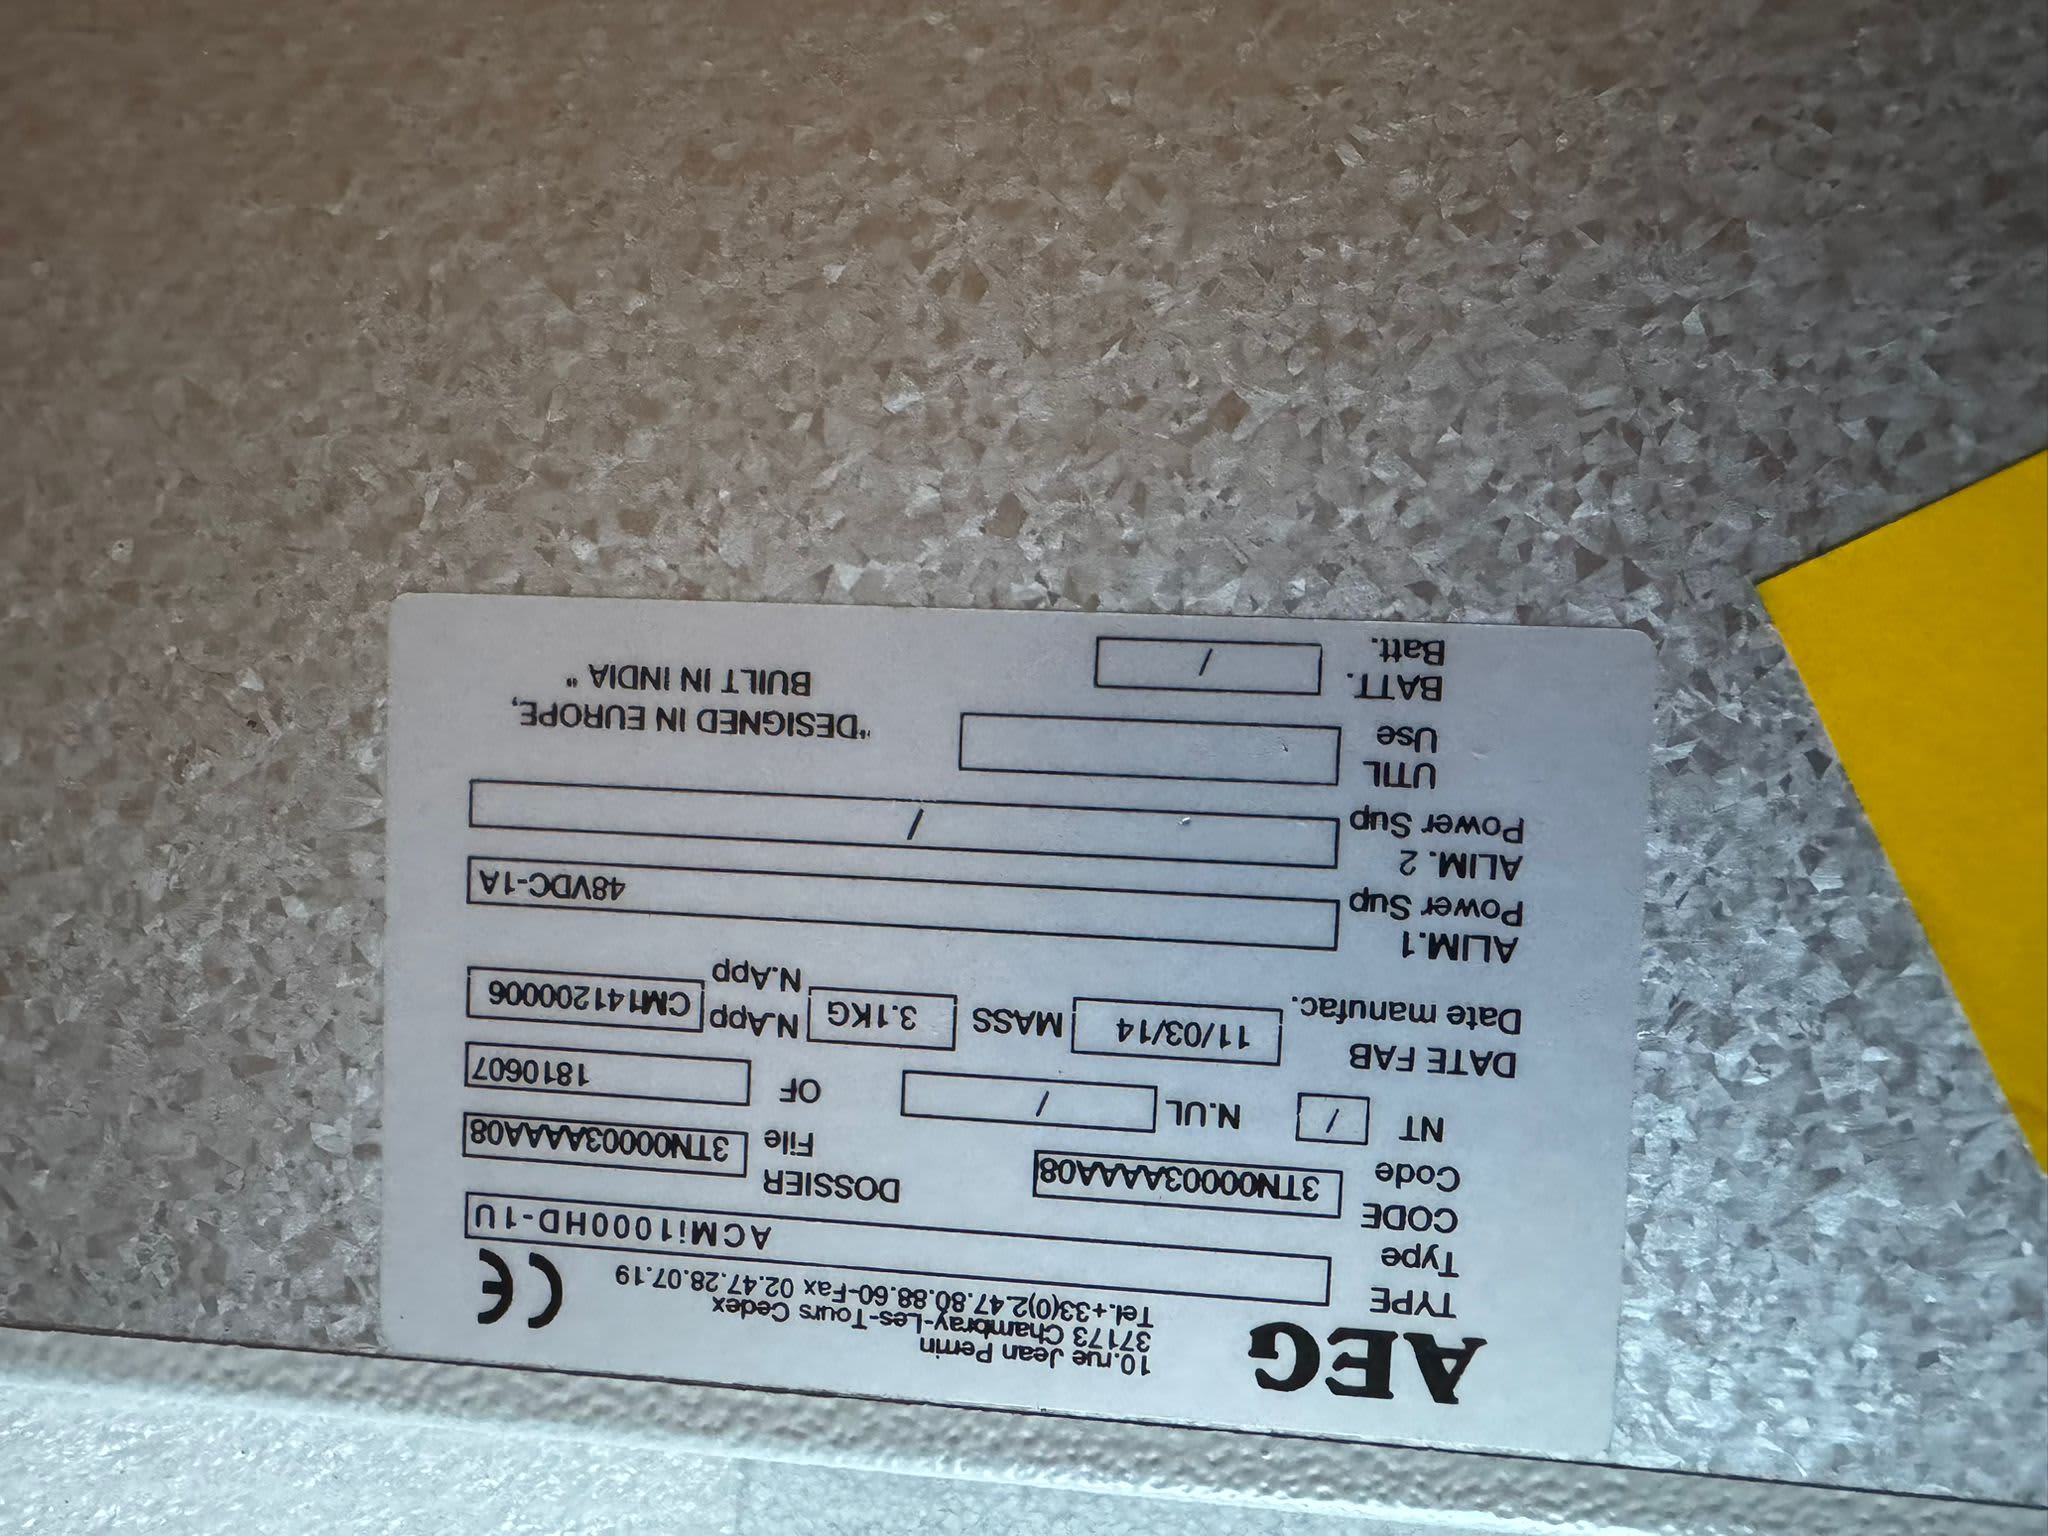 AEG
10.rue Jean Perrin
37173 Chambray-Les-Tours Cedex
Tel.+33(0)2.47.80.88.60-Fax 02.47.28.07.19
CE
TYPE
Type
ACMi1000HD-1U
CODE
Code
3TN00003AAAA08
DOSSIER
File
3TN00003AAAA08
NT /
N.UL /
OF 1810607
DATE FAB
Date manufac.
11/03/14
MASS 3.1KG
N.App
N.App
CM141200006
ALIM.1
Power Sup
48VDC-1A
ALIM. 2
Power Sup
/
UTIL
Use
BATT.
Batt.
/
"DESIGNED IN EUROPE,
BUILT IN INDIA "